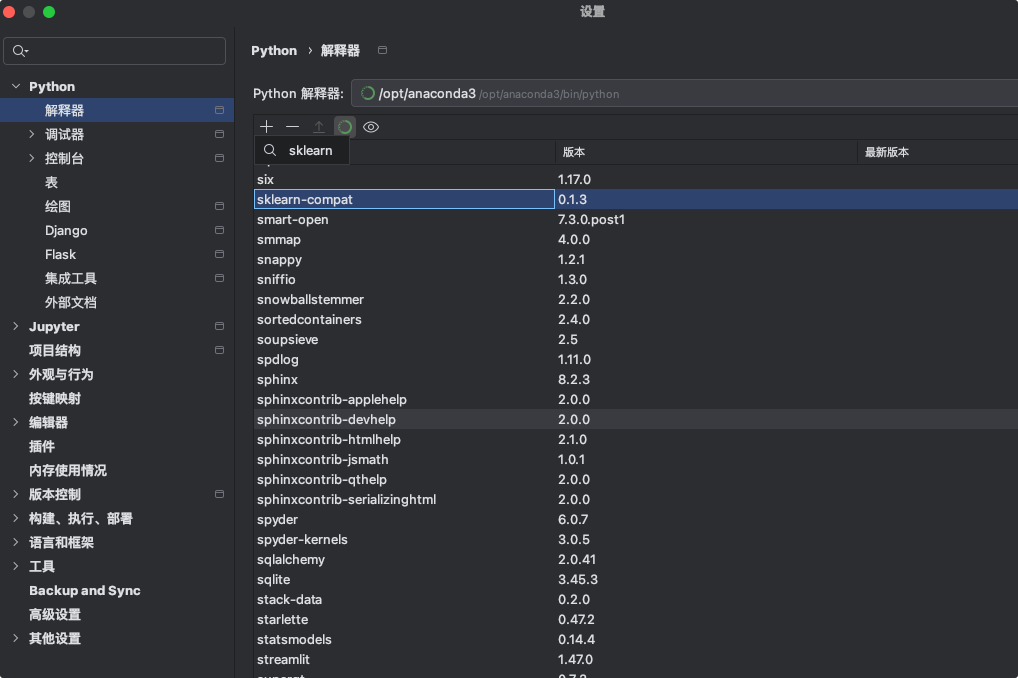 设置
Python
解释器
调试器
控制台
表
绘图
Django
Flask
集成工具
外部文档
Jupyter
项目结构
外观与行为
按键映射
编辑器
插件
内存使用情况
版本控制
构建、执行、部署
语言和框架
工具
Backup and Sync
高级设置
其他设置
Python › 解释器
Python 解释器: /opt/anaconda3 /opt/anaconda3/bin/python
sklearn
版本 最新版本
six 1.17.0
sklearn-compat 0.1.3
smart-open 7.3.0.post1
smmap 4.0.0
snappy 1.2.1
sniffio 1.3.0
snowballstemmer 2.2.0
sortedcontainers 2.4.0
soupsieve 2.5
spdlog 1.11.0
sphinx 8.2.3
sphinxcontrib-applehelp 2.0.0
sphinxcontrib-devhelp 2.0.0
sphinxcontrib-htmlhelp 2.1.0
sphinxcontrib-jsmath 1.0.1
sphinxcontrib-qthelp 2.0.0
sphinxcontrib-serializinghtml 2.0.0
spyder 6.0.7
spyder-kernels 3.0.5
sqlalchemy 2.0.41
sqlite 3.45.3
stack-data 0.2.0
starlette 0.47.2
statsmodels 0.14.4
streamlit 1.47.0